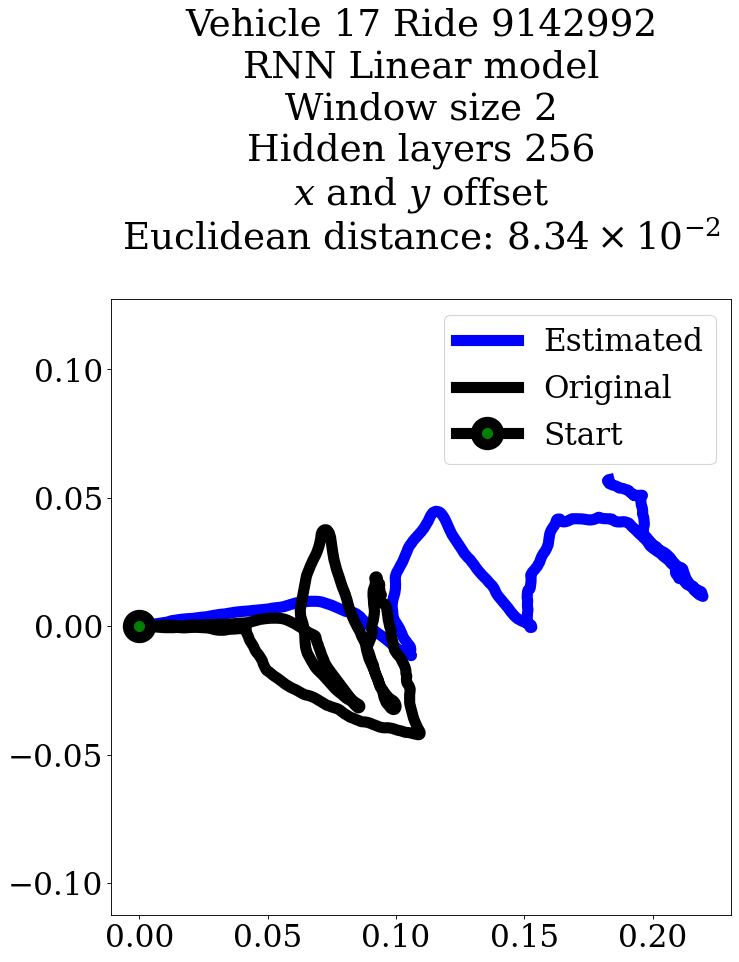 Vehicle 17 Ride 9142992
RNN Linear model
Window size 2
Hidden layers 256
x and y offset
Euclidean distance: 8.34 × 10⁻²
Estimated
Original
Start
0.10
0.05
0.00
−0.05
−0.10
0.00 0.05 0.10 0.15 0.20